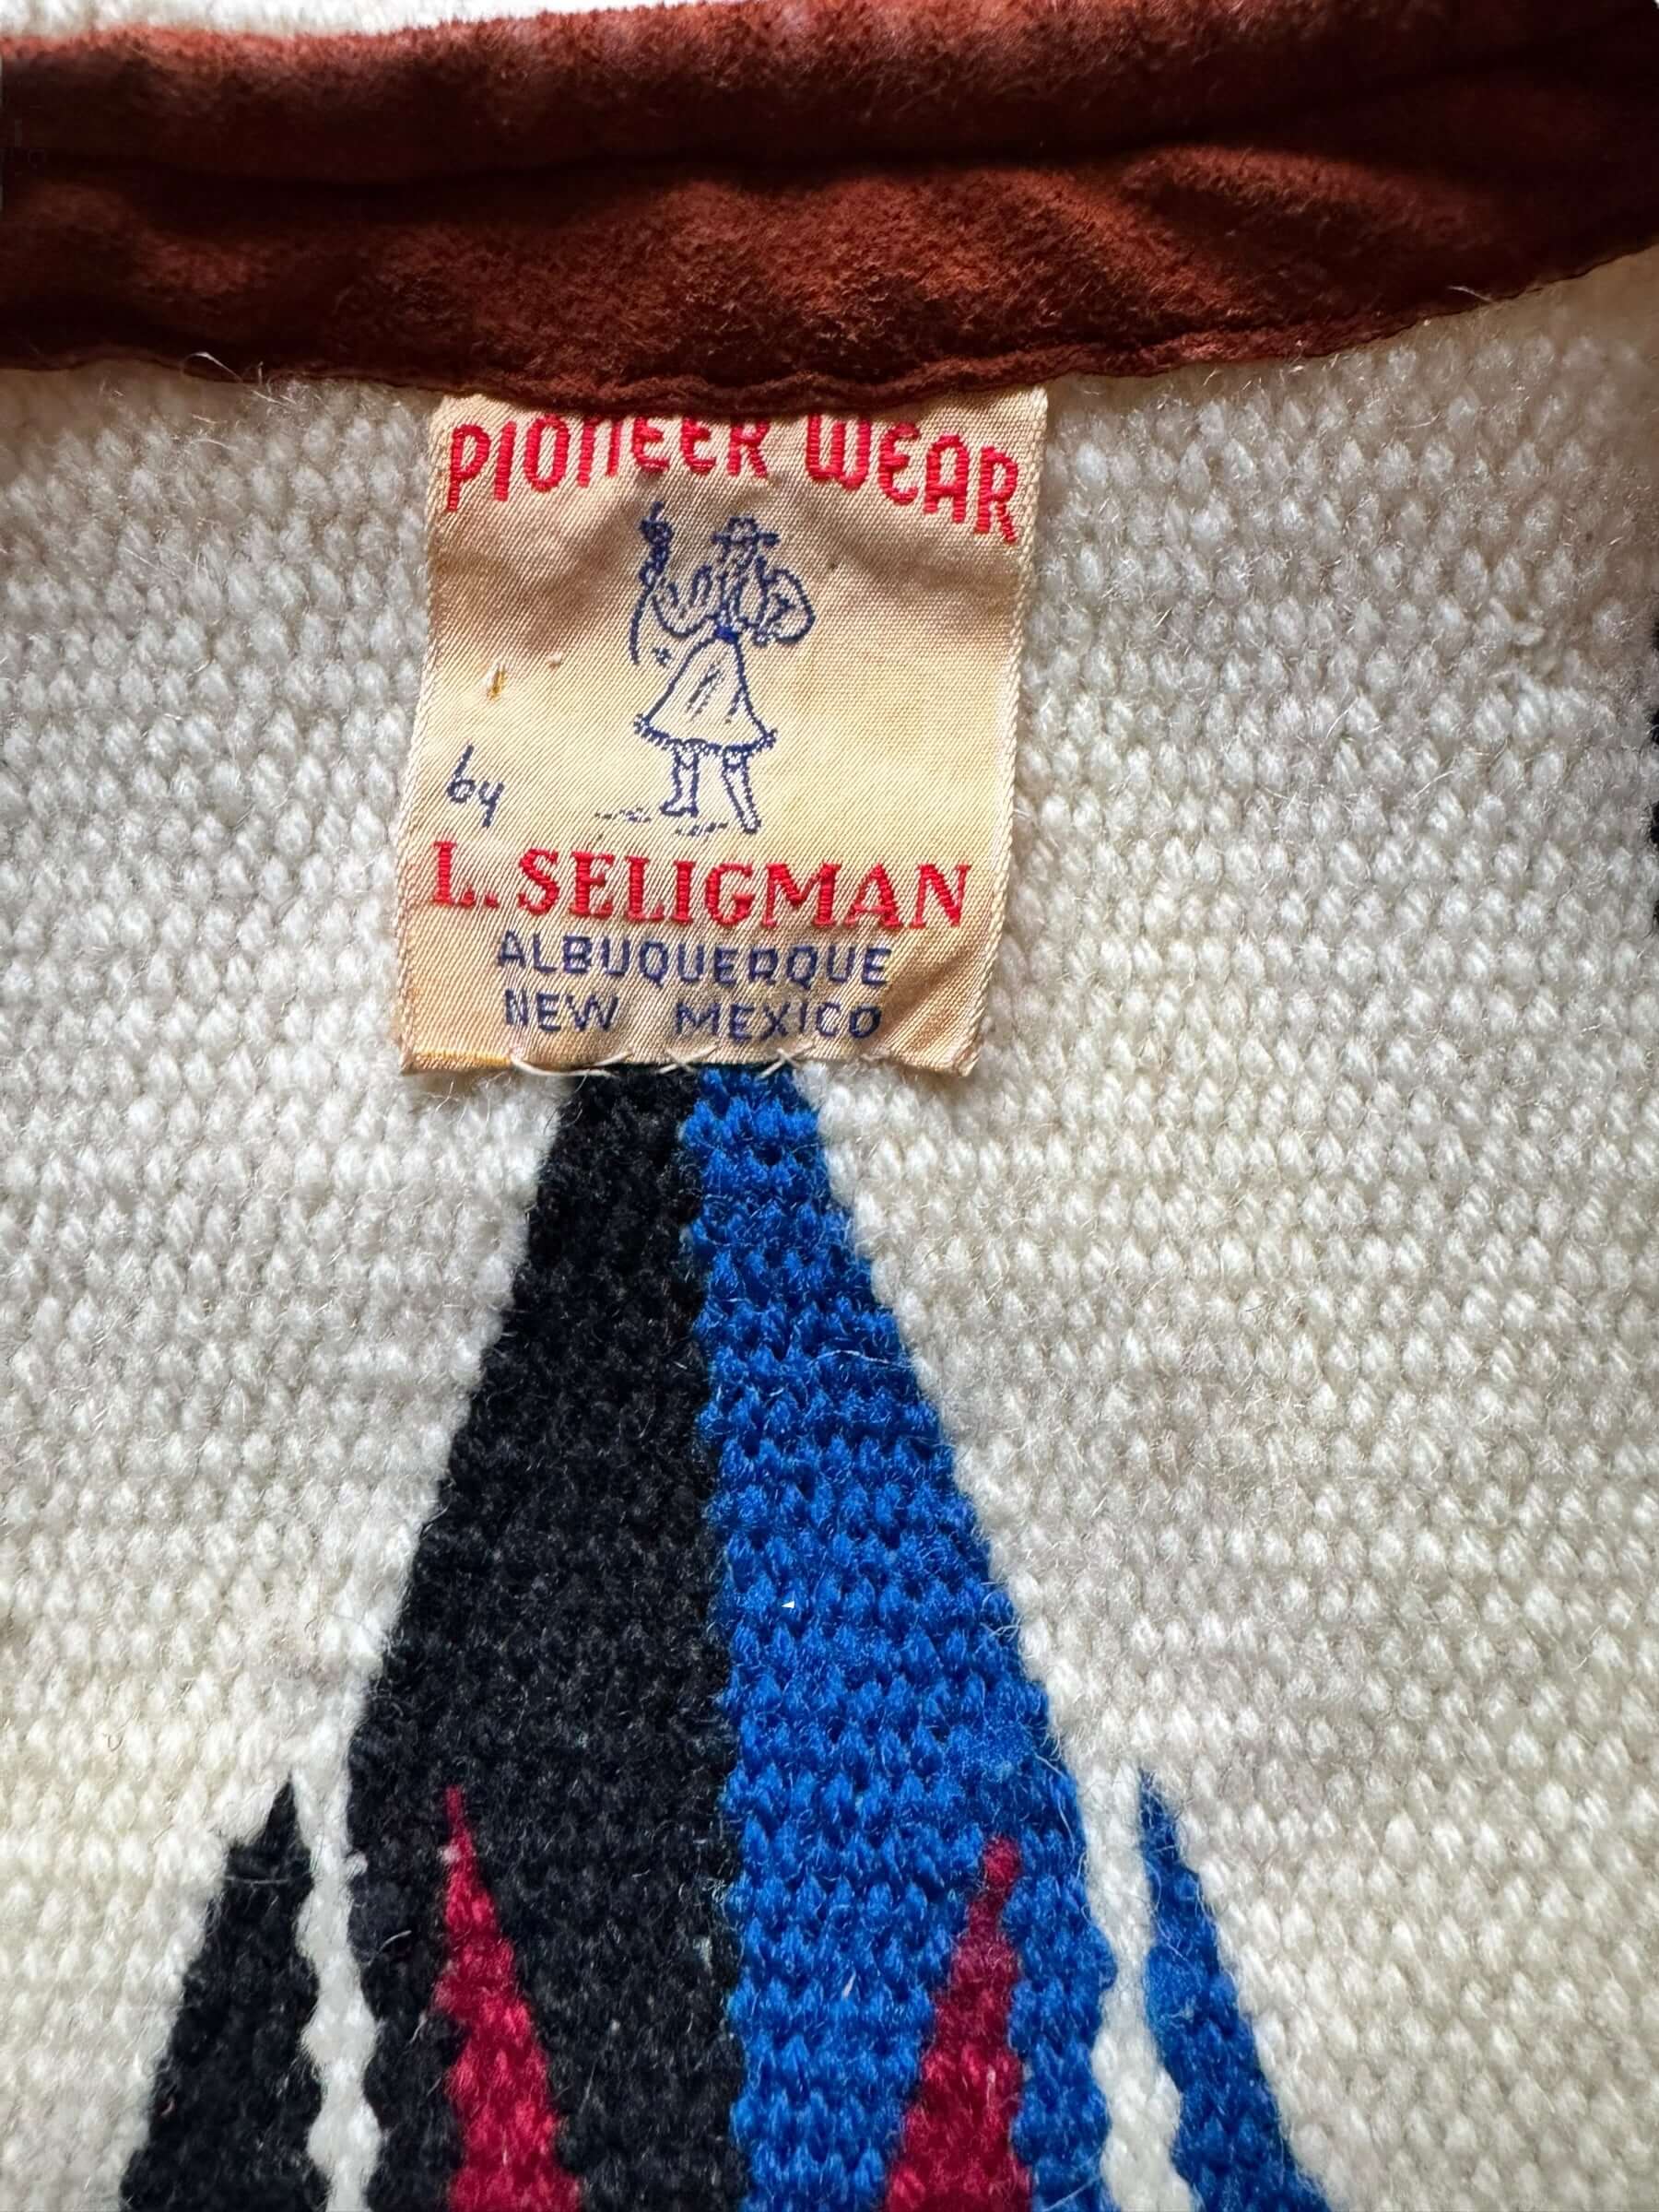 PIONEER WEAR
by
L. SELIGMAN
ALBUQUERQUE
NEW MEXICO